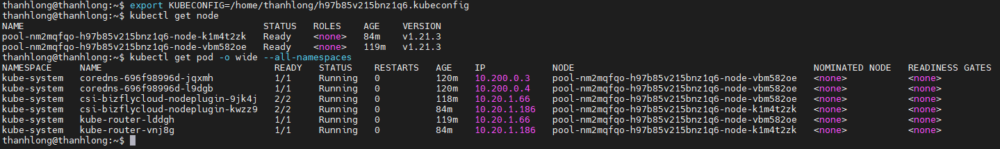 thanhlong@thanhlong:~$ export KUBECONFIG=/home/thanhlong/h97b85v215bnz1q6.kubeconfig
thanhlong@thanhlong:~$ kubectl get node
NAME STATUS ROLES AGE VERSION
pool-nm2mqfqo-h97b85v215bnz1q6-node-k1m4t2zk Ready <none> 84m v1.21.3
pool-nm2mqfqo-h97b85v215bnz1q6-node-vbm582oe Ready <none> 119m v1.21.3
thanhlong@thanhlong:~$ kubectl get pod -o wide --all-namespaces
NAMESPACE NAME READY STATUS RESTARTS AGE IP NODE NOMINATED NODE READINESS GATES
kube-system coredns-696f98996d-jqxmh 1/1 Running 0 120m 10.200.0.3 pool-nm2mqfqo-h97b85v215bnz1q6-node-vbm582oe <none> <none>
kube-system coredns-696f98996d-l9dgb 1/1 Running 0 120m 10.200.0.4 pool-nm2mqfqo-h97b85v215bnz1q6-node-vbm582oe <none> <none>
kube-system csi-bizflycloud-nodeplugin-9jk4j 2/2 Running 0 118m 10.20.1.66 pool-nm2mqfqo-h97b85v215bnz1q6-node-vbm582oe <none> <none>
kube-system csi-bizflycloud-nodeplugin-kwzz9 2/2 Running 0 84m 10.20.1.186 pool-nm2mqfqo-h97b85v215bnz1q6-node-k1m4t2zk <none> <none>
kube-system kube-router-lddgh 1/1 Running 0 119m 10.20.1.66 pool-nm2mqfqo-h97b85v215bnz1q6-node-vbm582oe <none> <none>
kube-system kube-router-vnj8g 1/1 Running 0 84m 10.20.1.186 pool-nm2mqfqo-h97b85v215bnz1q6-node-k1m4t2zk <none> <none>
thanhlong@thanhlong:~$